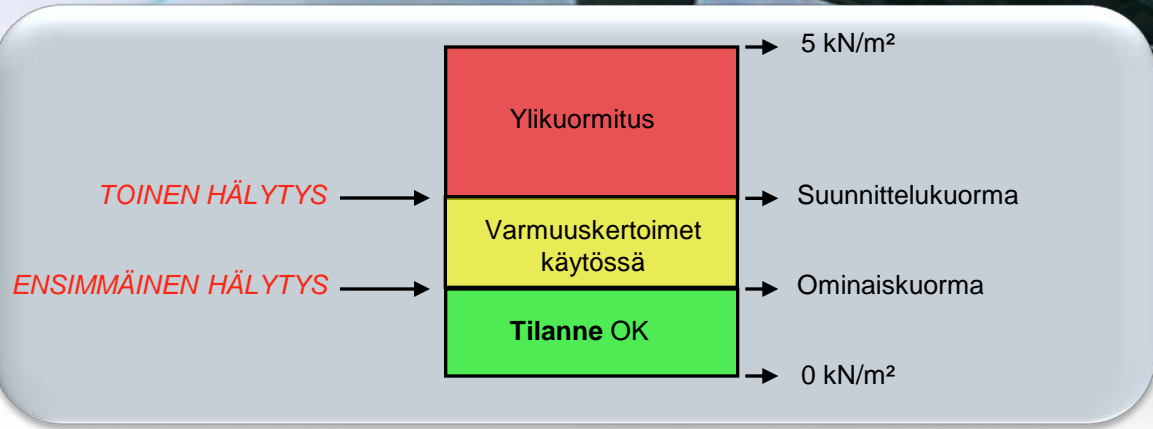 5 kN/m²
Ylikuormitus
TOINEN HÄLYTYS
Suunnittelukuorma
Varmuuskertoimet
käytössä
ENSIMMÄINEN HÄLYTYS
Ominaiskuorma
Tilanne OK
0 kN/m²